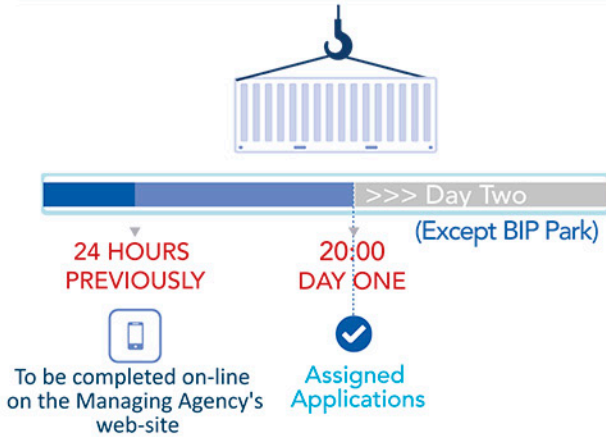 >>> Day Two
(Except BIP Park)
24 HOURS
PREVIOUSLY
20:00
DAY ONE
To be completed on-line
on the Managing Agency's
web-site
Assigned
Applications